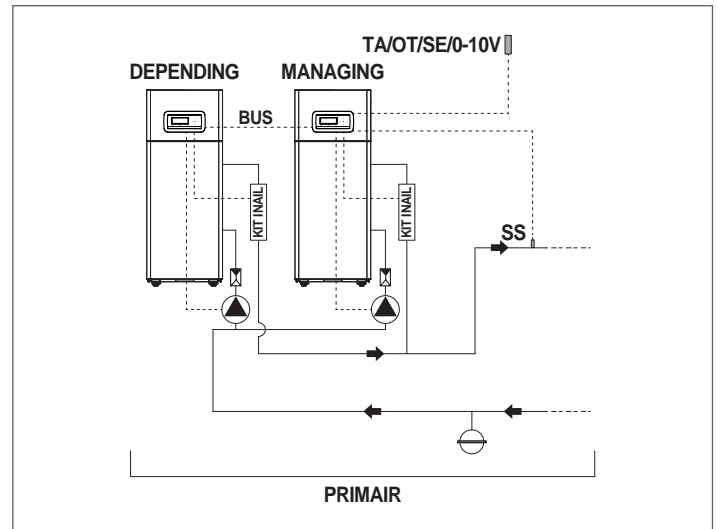 TA/OT/SE/0-10V
DEPENDING
MANAGING
BUS
KIT INAIL
KIT INAIL
SS
PRIMAIR